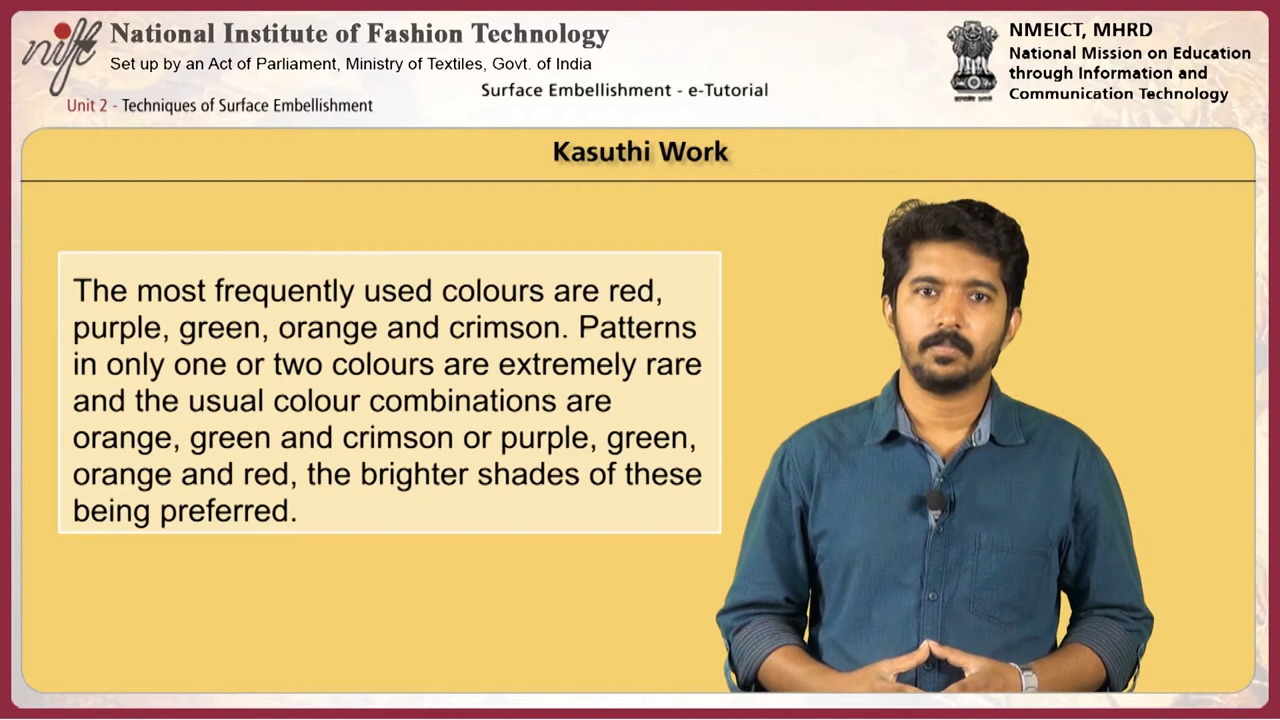 nift
National Institute of Fashion Technology
Set up by an Act of Parliament, Ministry of Textiles, Govt. of India
Unit 2 - Techniques of Surface Embellishment
Surface Embellishment - e-Tutorial
NMEICT, MHRD
National Mission on Education
through Information and
Communication Technology
Kasuthi Work
The most frequently used colours are red,
purple, green, orange and crimson. Patterns
in only one or two colours are extremely rare
and the usual colour combinations are
orange, green and crimson or purple, green,
orange and red, the brighter shades of these
being preferred.